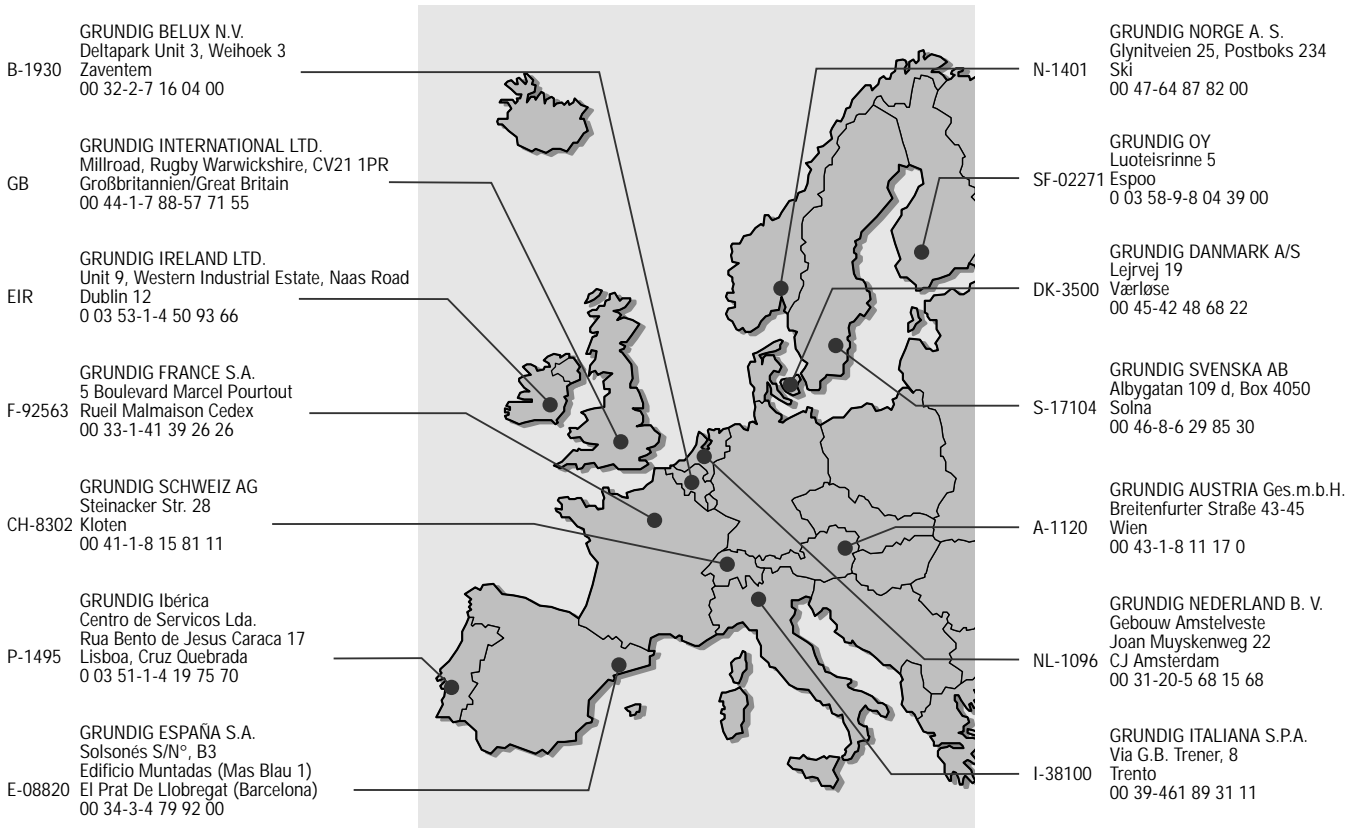 GRUNDIG BELUX N.V.
Deltapark Unit 3, Weihoek 3
B-1930 Zaventem
00 32-2-7 16 04 00
GRUNDIG INTERNATIONAL LTD.
Millroad, Rugby Warwickshire, CV21 1PR
GB Großbritannien/Great Britain
00 44-1-7 88-57 71 55
GRUNDIG IRELAND LTD.
Unit 9, Western Industrial Estate, Naas Road
EIR Dublin 12
0 03 53-1-4 50 93 66
GRUNDIG FRANCE S.A.
5 Boulevard Marcel Pourtout
F-92563 Rueil Malmaison Cedex
00 33-1-41 39 26 26
GRUNDIG SCHWEIZ AG
Steinacker Str. 28
CH-8302 Kloten
00 41-1-8 15 81 11
GRUNDIG Ibérica
Centro de Servicos Lda.
Rua Bento de Jesus Caraca 17
P-1495 Lisboa, Cruz Quebrada
0 03 51-1-4 19 75 70
GRUNDIG ESPAÑA S.A.
Solsonés S/N°, B3
Edificio Muntadas (Mas Blau 1)
E-08820 El Prat De Llobregat (Barcelona)
00 34-3-4 79 92 00
GRUNDIG NORGE A. S.
Glynitveien 25, Postboks 234
N-1401 Ski
00 47-64 87 82 00
GRUNDIG OY
Luoteisrinne 5
SF-02271 Espoo
0 03 58-9-8 04 39 00
GRUNDIG DANMARK A/S
Lejrvej 19
DK-3500 Værløse
00 45-42 48 68 22
GRUNDIG SVENSKA AB
Albygatan 109 d, Box 4050
S-17104 Solna
00 46-8-6 29 85 30
GRUNDIG AUSTRIA Ges.m.b.H.
Breitenfurter Straße 43-45
A-1120 Wien
00 43-1-8 11 17 0
GRUNDIG NEDERLAND B. V.
Gebouw Amstelveste
Joan Muyskenweg 22
NL-1096 CJ Amsterdam
00 31-20-5 68 15 68
GRUNDIG ITALIANA S.P.A.
Via G.B. Trener, 8
I-38100 Trento
00 39-461 89 31 11